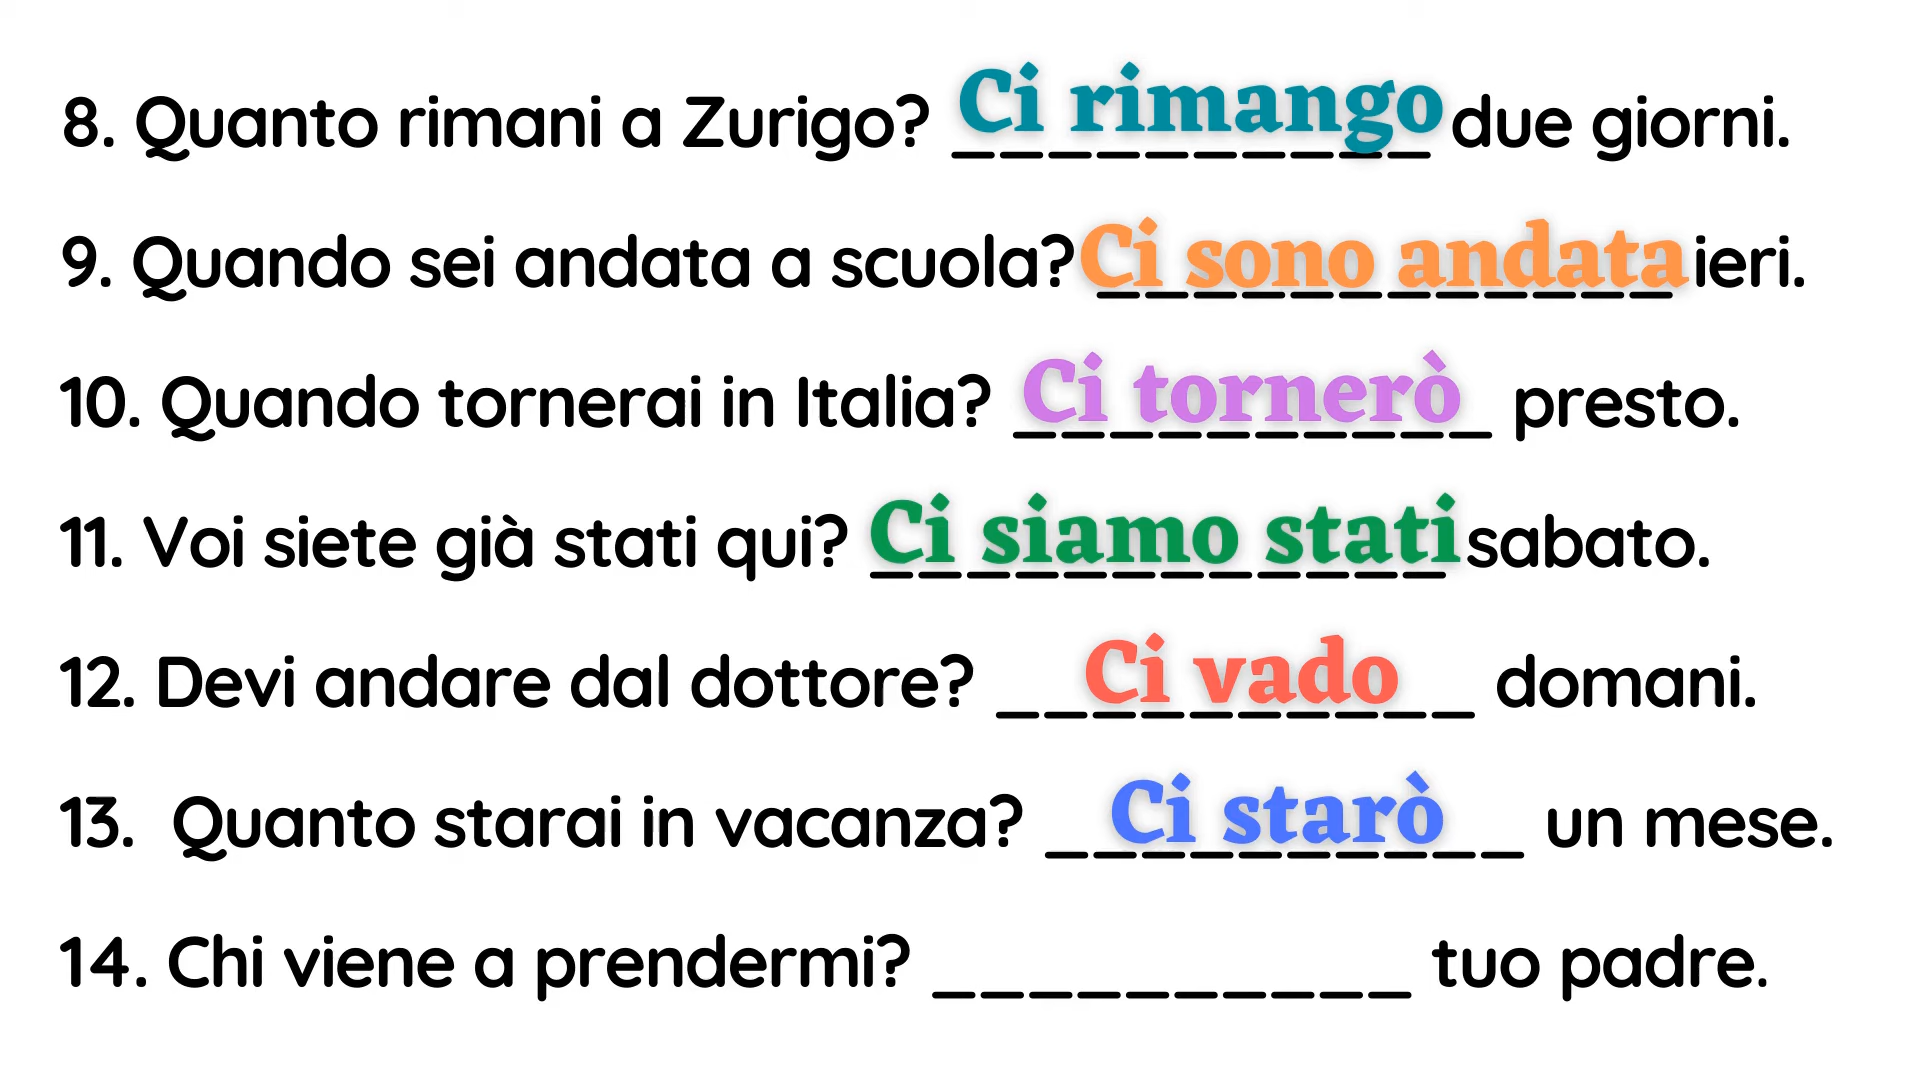 8. Quanto rimani a Zurigo? Ci rimango due giorni.
9. Quando sei andata a scuola? Ci sono andata ieri.
10. Quando tornerai in Italia? Ci tornerò presto.
11. Voi siete già stati qui? Ci siamo stati sabato.
12. Devi andare dal dottore? Ci vado domani.
13. Quanto starai in vacanza? Ci starò un mese.
14. Chi viene a prendermi? __________ tuo padre.